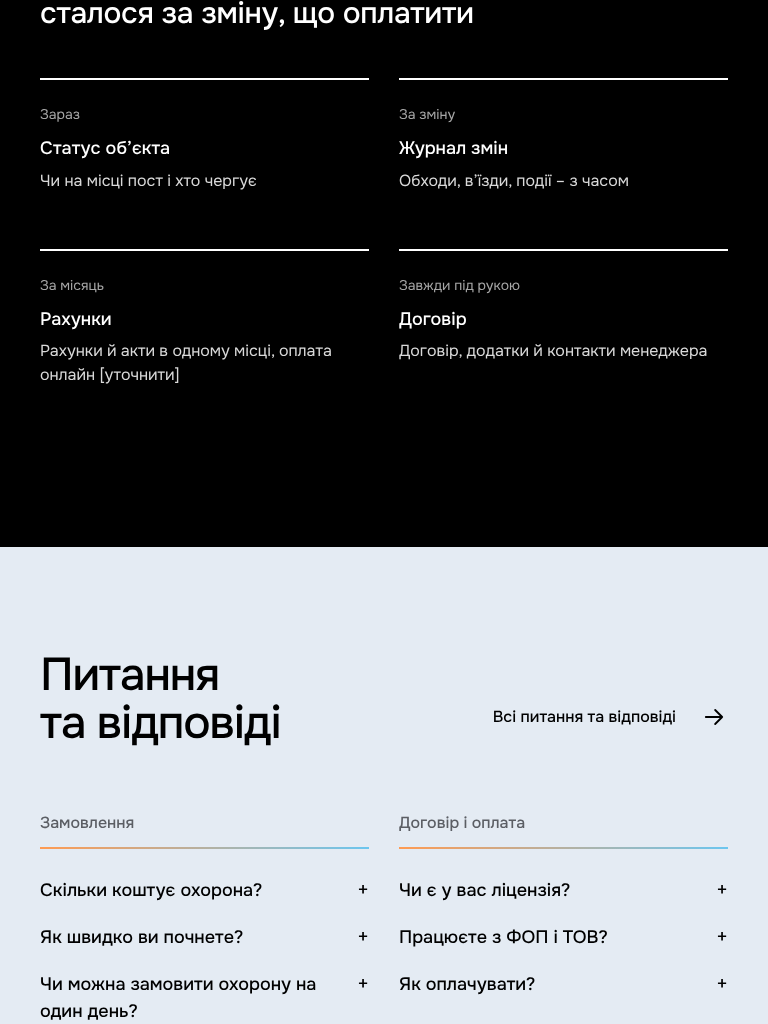 сталося за зміну, що оплатити
Зараз
Статус об’єкта
Чи на місці пост і хто чергує
За зміну
Журнал змін
Обходи, в’їзди, події – з часом
За місяць
Рахунки
Рахунки й акти в одному місці, оплата
онлайн [уточнити]
Завжди під рукою
Договір
Договір, додатки й контакти менеджера
Питання
та відповіді
Всі питання та відповіді
Замовлення
Скільки коштує охорона? +
Як швидко ви почнете? +
Чи можна замовити охорону на +
один день?
Договір і оплата
Чи є у вас ліцензія? +
Працюєте з ФОП і ТОВ? +
Як оплачувати? +